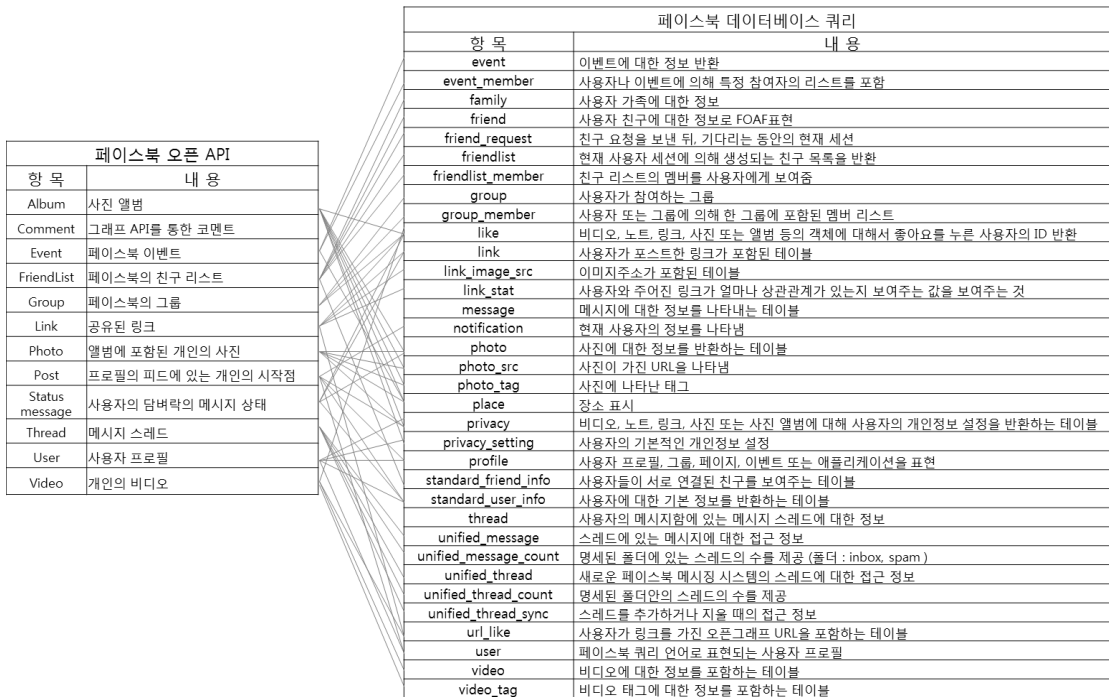 페이스북 오픈 API
항 목 내 용
Album 사진 앨범
Comment 그래프 API를 통한 코멘트
Event 페이스북 이벤트
FriendList 페이스북의 친구 리스트
Group 페이스북의 그룹
Link 공유된 링크
Photo 앨범에 포함된 개인의 사진
Post 프로필의 피드에 있는 개인의 시작점
Status message 사용자의 담벼락의 메시지 상태
Thread 메시지 스레드
User 사용자 프로필
Video 개인의 비디오
페이스북 데이터베이스 쿼리
항 목 내 용
event 이벤트에 대한 정보 반환
event_member 사용자나 이벤트에 의해 특정 참여자의 리스트를 포함
family 사용자 가족에 대한 정보
friend 사용자 친구에 대한 정보로 FOAF표현
friend_request 친구 요청을 보낸 뒤, 기다리는 동안의 현재 세션
friendlist 현재 사용자 세션에 의해 생성되는 친구 목록을 반환
friendlist_member 친구 리스트의 멤버를 사용자에게 보여줌
group 사용자가 참여하는 그룹
group_member 사용자 또는 그룹에 의해 한 그룹에 포함된 멤버 리스트
like 비디오, 노트, 링크, 사진 또는 앨범 등의 객체에 대해서 좋아요를 누른 사용자의 ID 반환
link 사용자가 포스트한 링크가 포함된 테이블
link_image_src 이미지주소가 포함된 테이블
link_stat 사용자와 주어진 링크가 얼마나 상관관계가 있는지 보여주는 값을 보여주는 것
message 메시지에 대한 정보를 나타내는 테이블
notification 현재 사용자의 정보를 나타냄
photo 사진에 대한 정보를 반환하는 테이블
photo_src 사진이 가진 URL을 나타냄
photo_tag 사진에 나타난 태그
place 장소 표시
privacy 비디오, 노트, 링크, 사진 또는 사진 앨범에 대해 사용자의 개인정보 설정을 반환하는 테이블
privacy_setting 사용자의 기본적인 개인정보 설정
profile 사용자 프로필, 그룹, 페이지, 이벤트 또는 애플리케이션을 표현
standard_friend_info 사용자들이 서로 연결된 친구를 보여주는 테이블
standard_user_info 사용자에 대한 기본 정보를 반환하는 테이블
thread 사용자의 메시지함에 있는 메시지 스레드에 대한 정보
unified_message 스레드에 있는 메시지에 대한 접근 정보
unified_message_count 명세된 폴더에 있는 스레드의 수를 제공 (폴더 : inbox, spam )
unified_thread 새로운 페이스북 메시징 시스템의 스레드에 대한 접근 정보
unified_thread_count 명세된 폴더안의 스레드의 수를 제공
unified_thread_sync 스레드를 추가하거나 지울 때의 접근 정보
url_like 사용자가 링크를 가진 오픈그래프 URL을 포함하는 테이블
user 페이스북 쿼리 언어로 표현되는 사용자 프로필
video 비디오에 대한 정보를 포함하는 테이블
video_tag 비디오 태그에 대한 정보를 포함하는 테이블